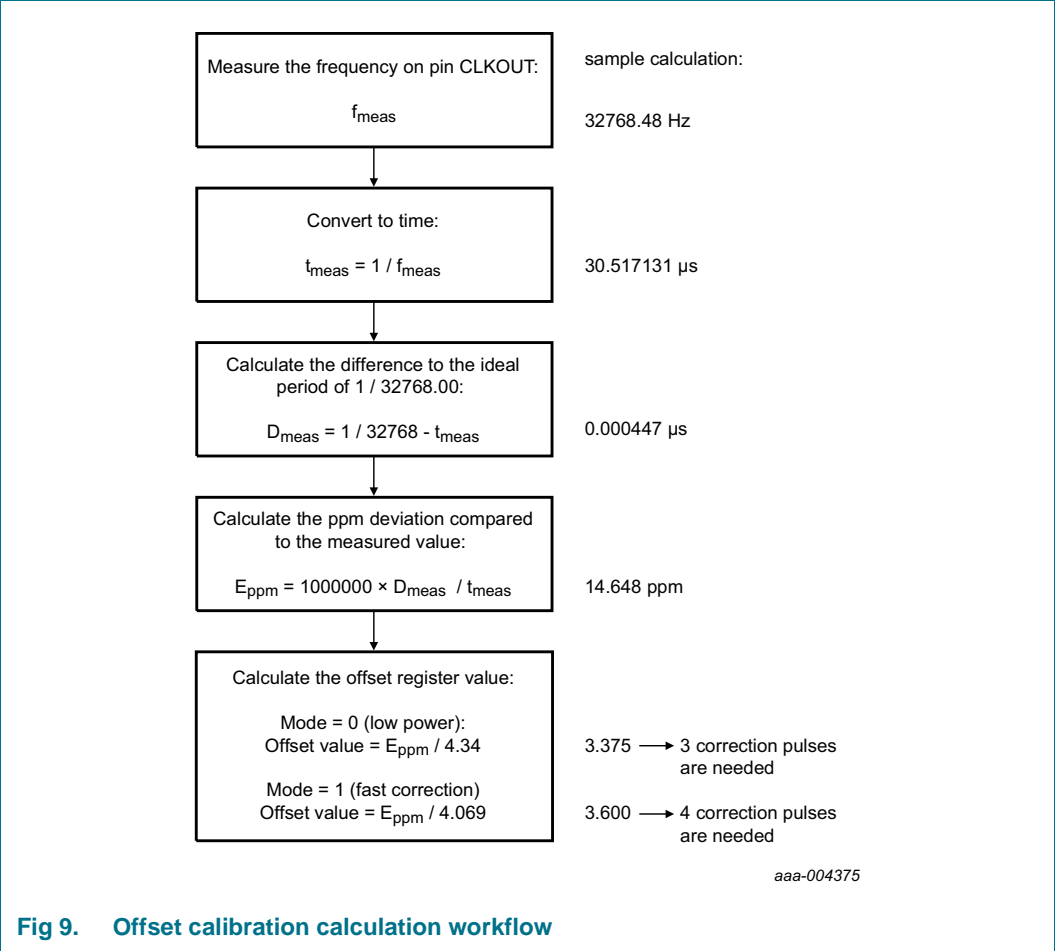 Measure the frequency on pin CLKOUT:
fmeas
sample calculation:
32768.48 Hz
Convert to time:
tmeas = 1 / fmeas
30.517131 µs
Calculate the difference to the ideal
period of 1 / 32768.00:
Dmeas = 1 / 32768 - tmeas
0.000447 µs
Calculate the ppm deviation compared
to the measured value:
Eppm = 1000000 × Dmeas / tmeas
14.648 ppm
Calculate the offset register value:
Mode = 0 (low power):
Offset value = Eppm / 4.34
3.375 → 3 correction pulses
are needed
Mode = 1 (fast correction)
Offset value = Eppm / 4.069
3.600 → 4 correction pulses
are needed
aaa-004375
Fig 9. Offset calibration calculation workflow